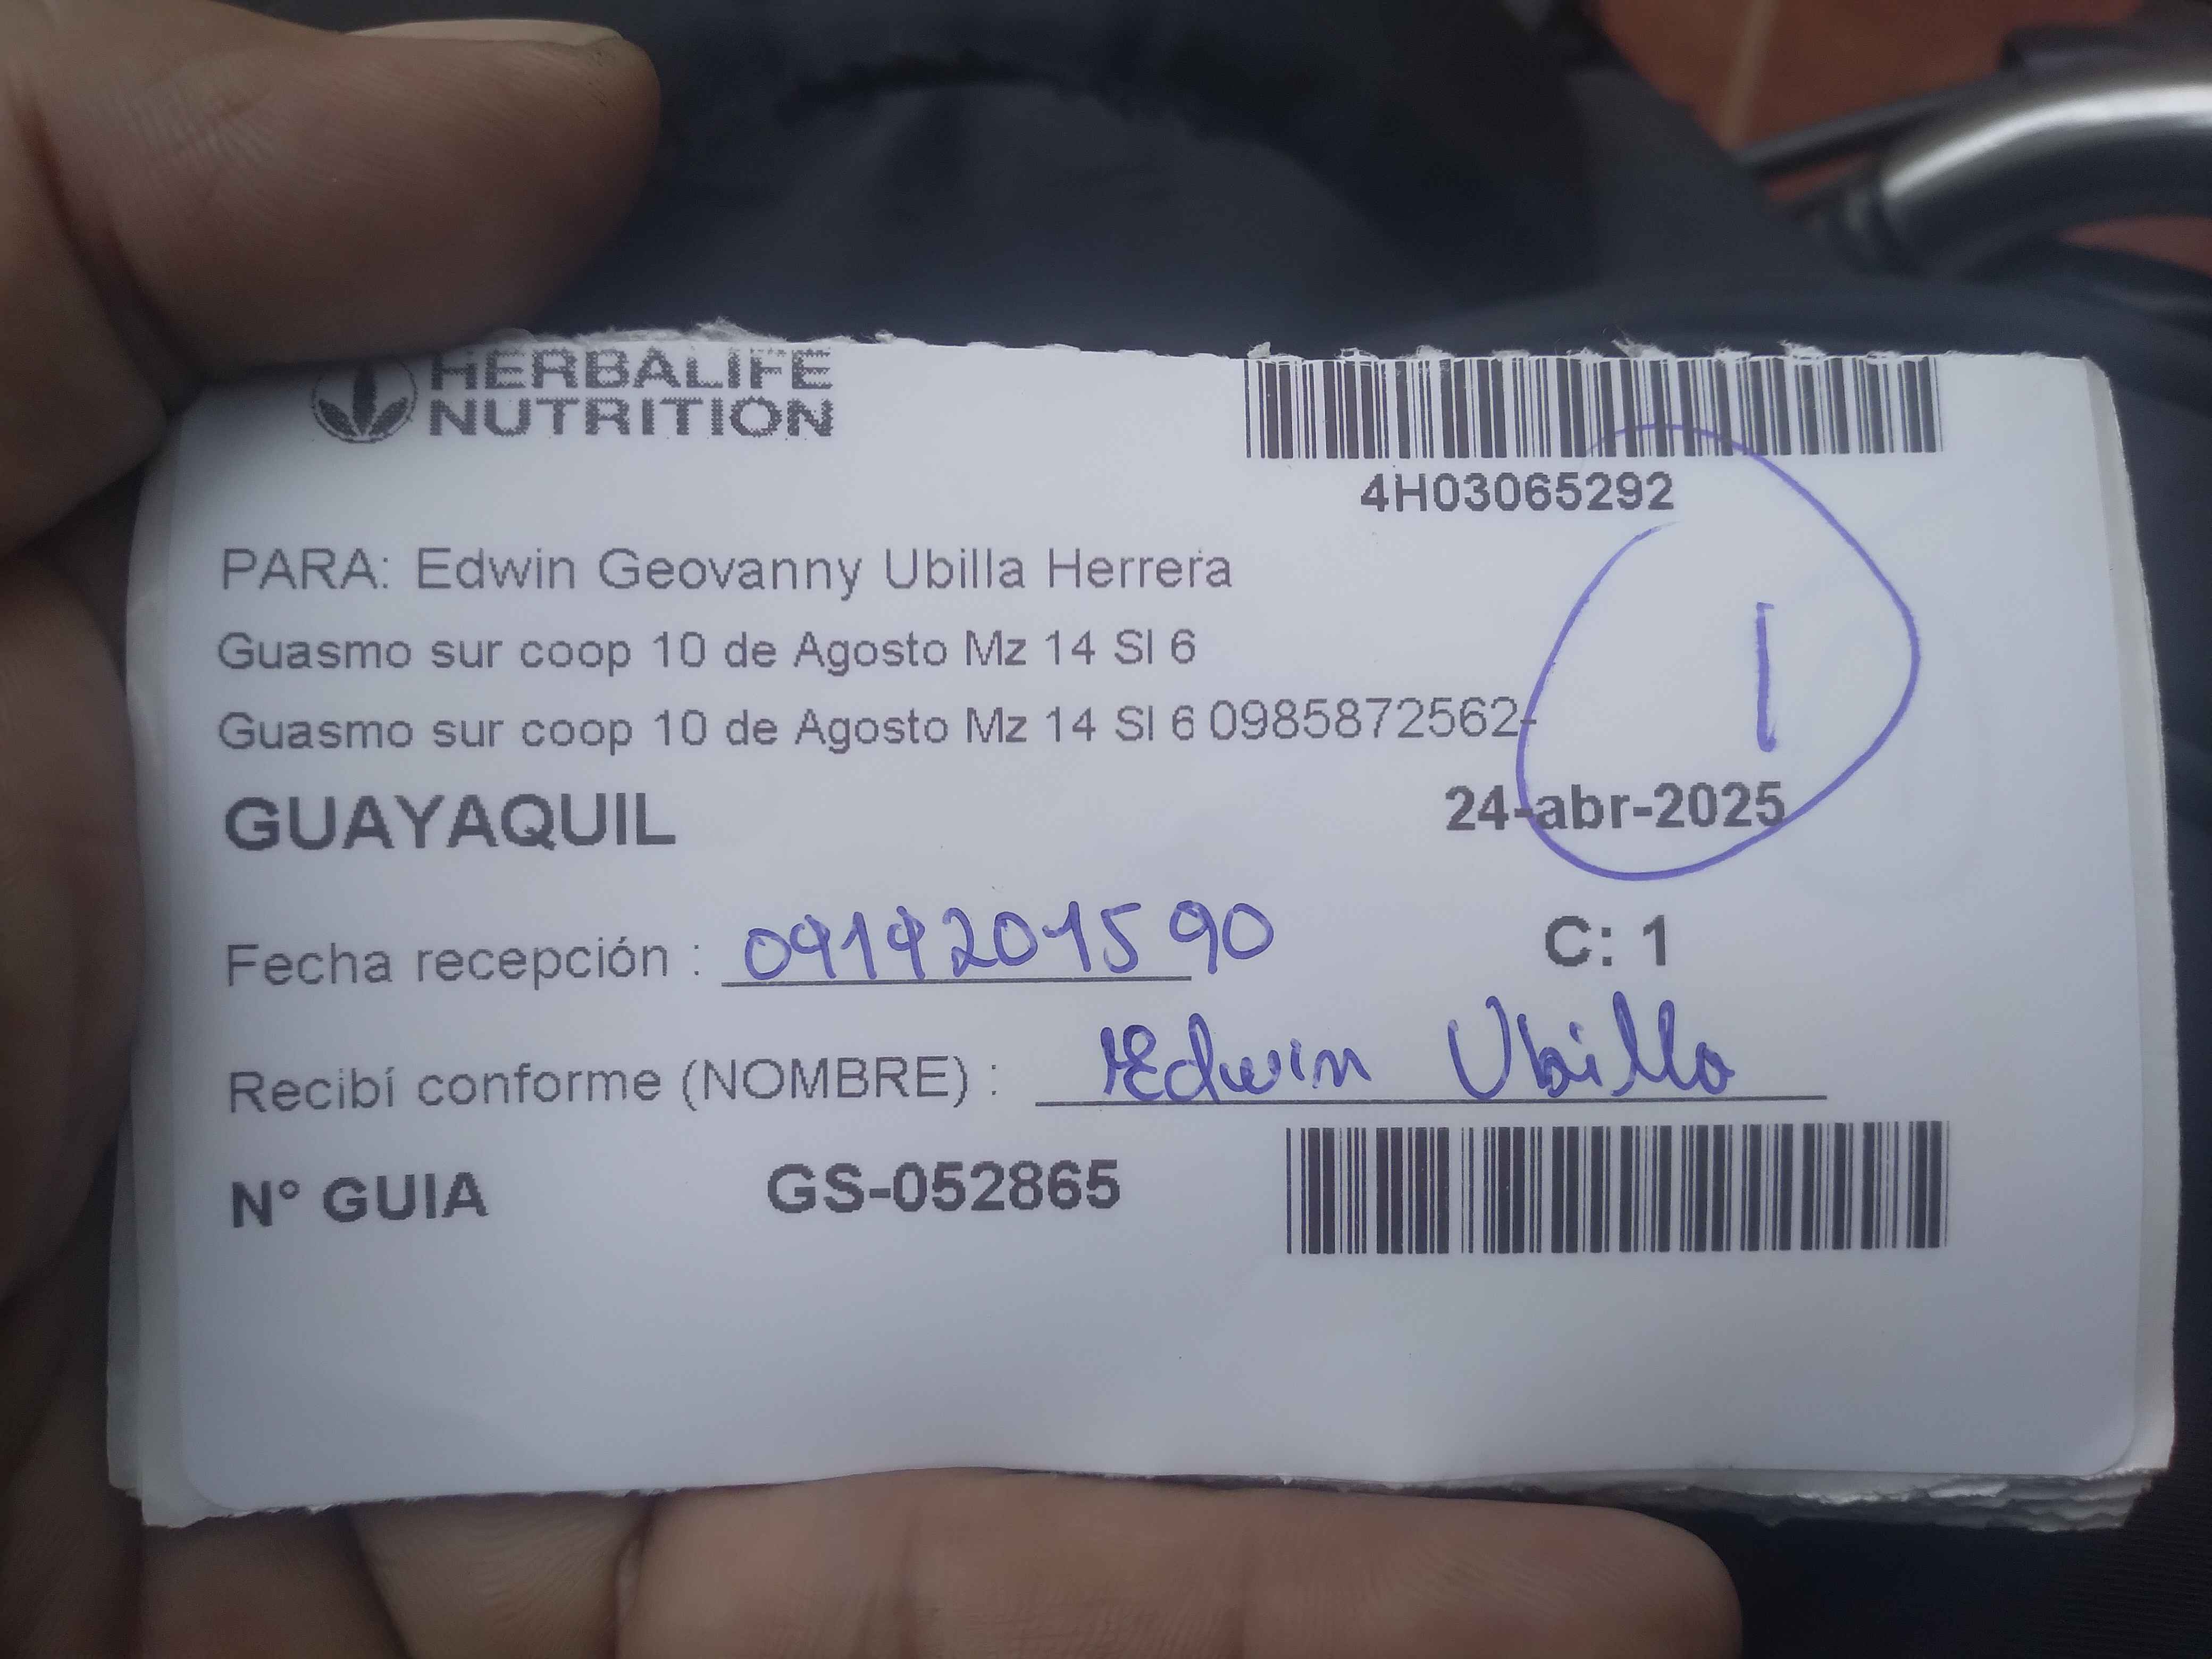 HERBALIFE
NUTRITION
4H03065292
PARA: Edwin Geovanny Ubilla Herrera
Guasmo sur coop 10 de Agosto Mz 14 Sl 6
Guasmo sur coop 10 de Agosto Mz 14 Sl 6 0985872562-
1
GUAYAQUIL
24-abr-2025
Fecha recepción :
C: 1
Recibí conforme (NOMBRE) : Edwin Ubilla
N° GUIA GS-052865